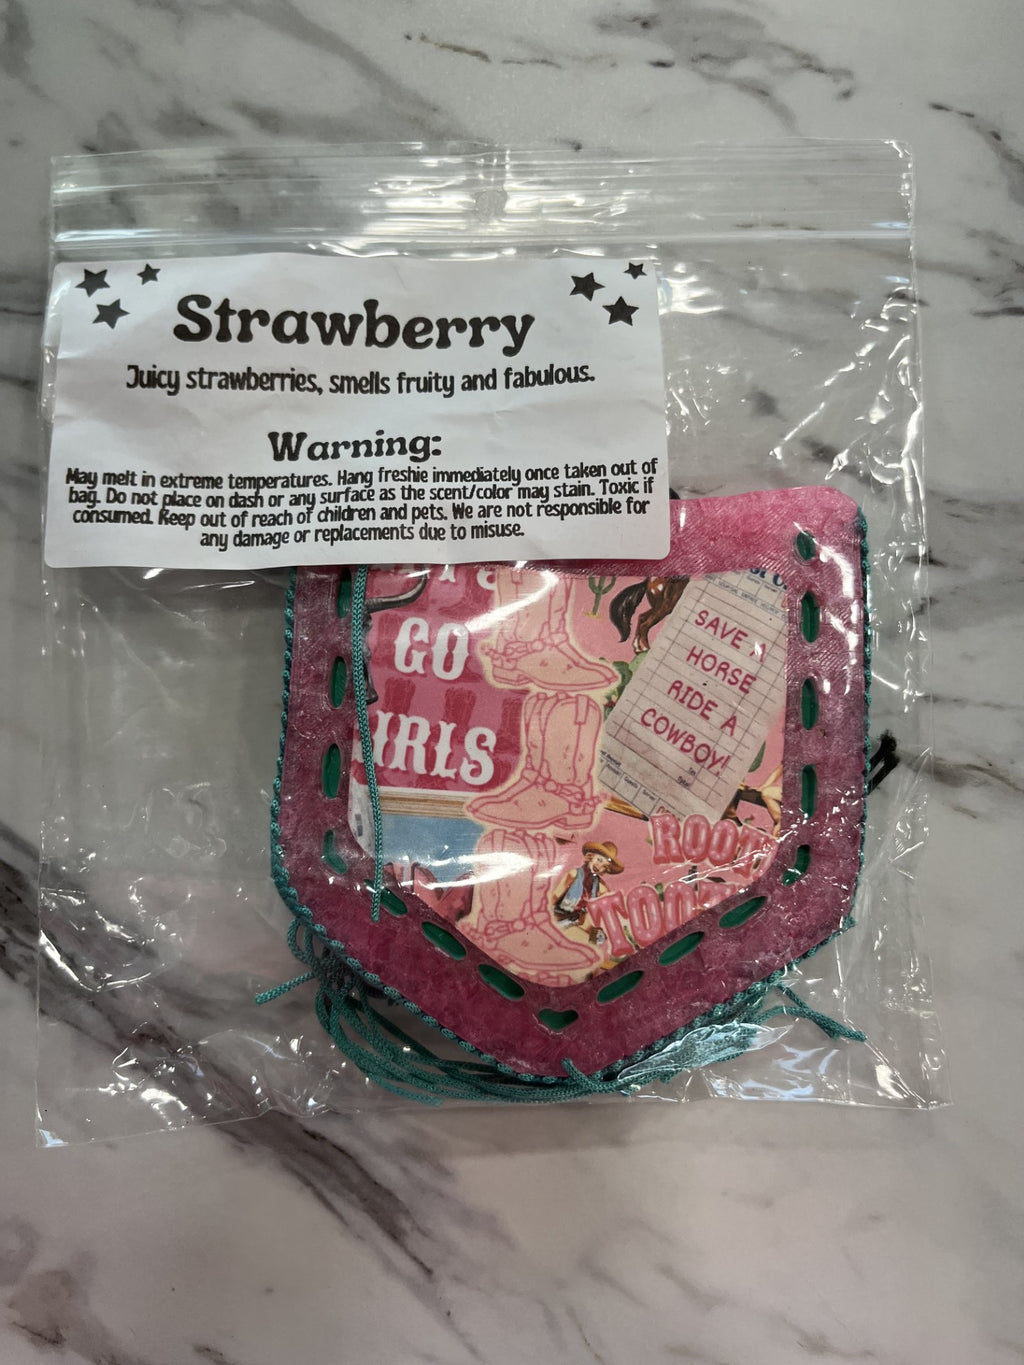 Strawberry
Juicy strawberries, smells fruity and fabulous.
Warning:
May melt in extreme temperatures. Hang freshie immediately once taken out of
bag. Do not place on dash or any surface as the scent/color may stain. Toxic if
consumed. Keep out of reach of children and pets. We are not responsible for
any damage or replacements due to misuse.
GO
GIRLS
SAVE A
HORSE
RIDE A
COWBOY!
ROOT
TOOT